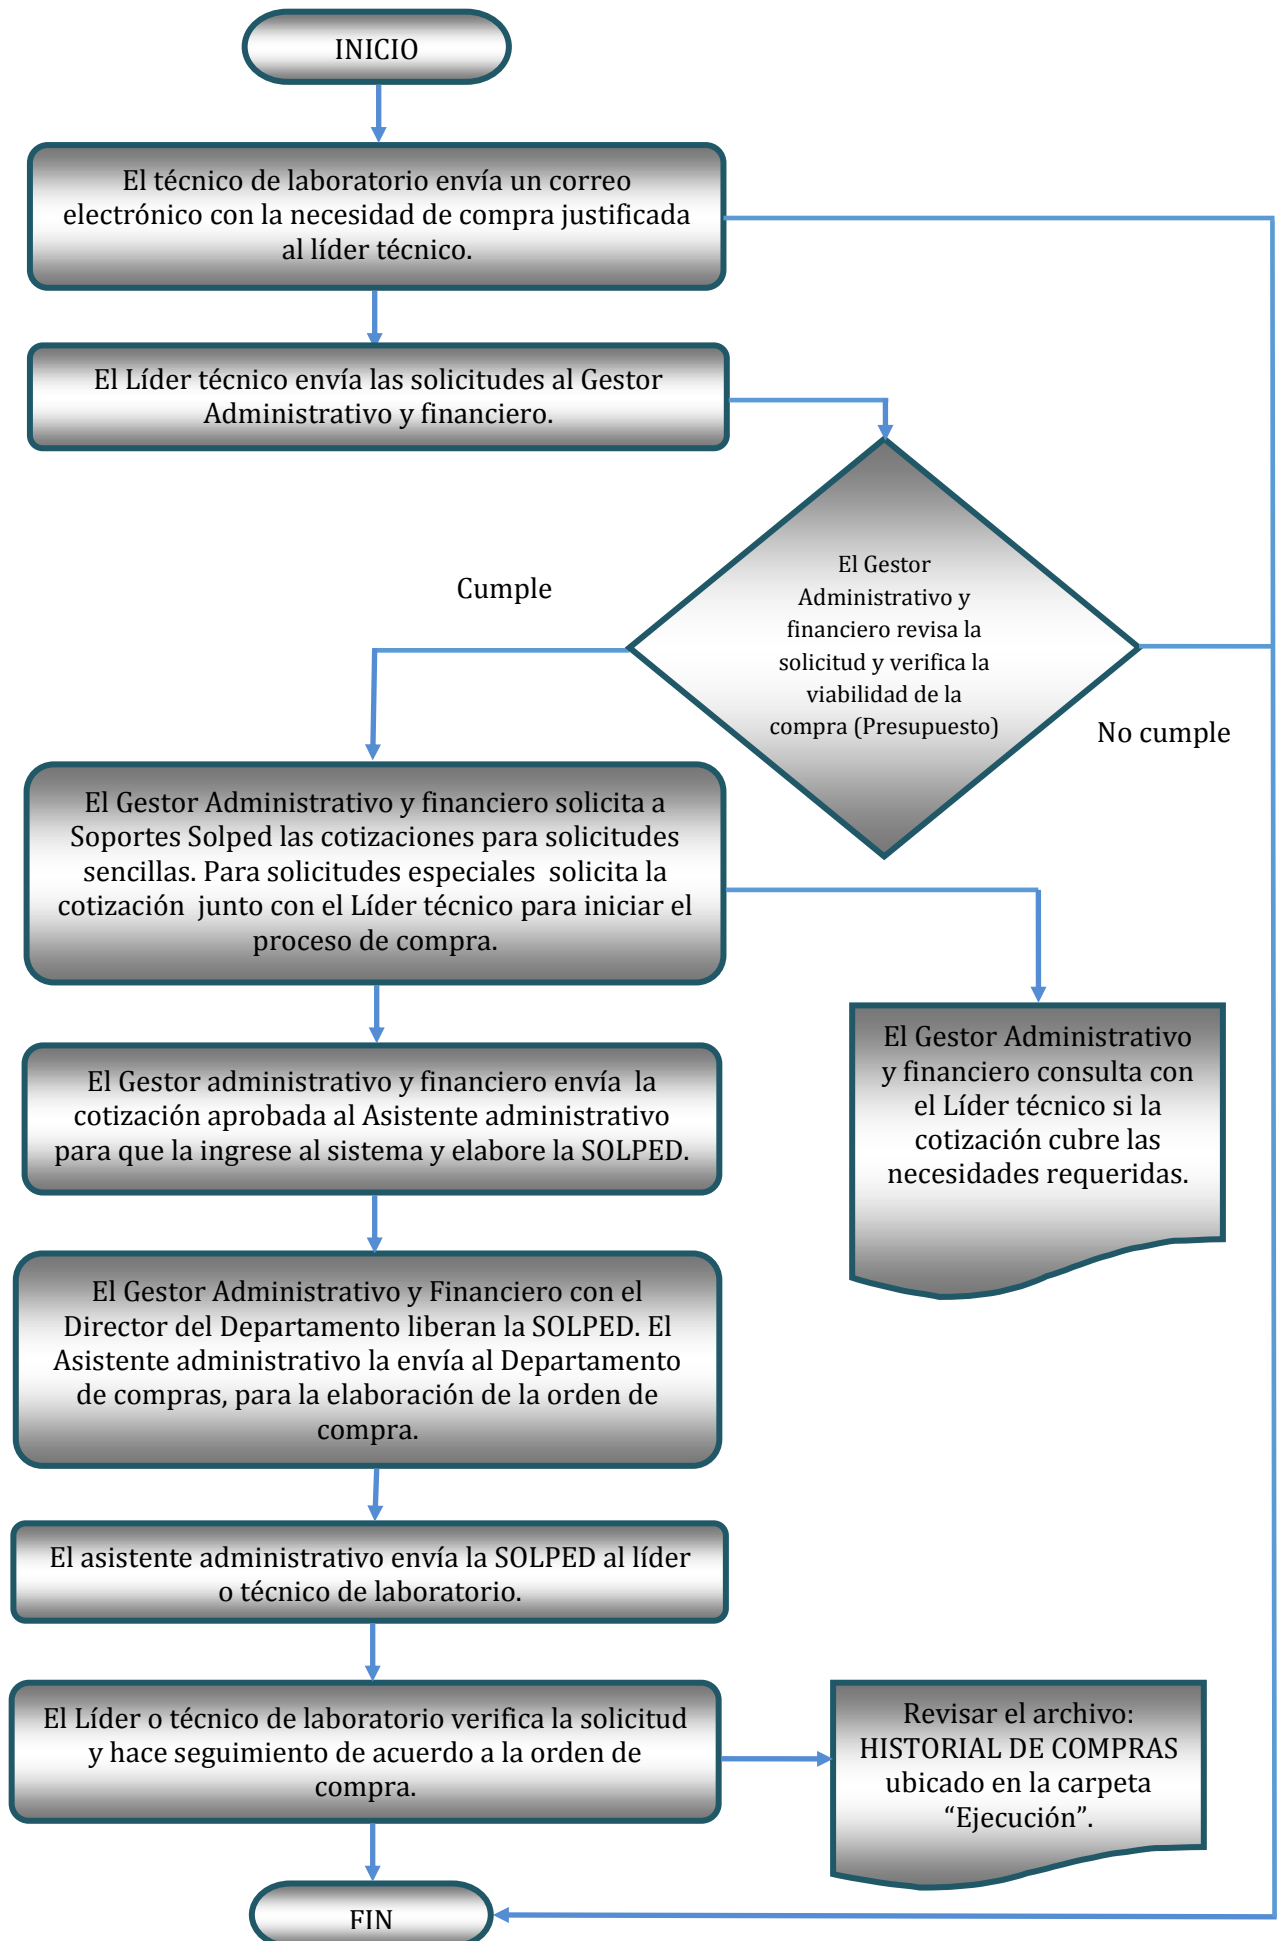 INICIO
El técnico de laboratorio envía un correo
electrónico con la necesidad de compra justificada
al líder técnico.
El Líder técnico envía las solicitudes al Gestor
Administrativo y financiero.
El Gestor
Administrativo y
financiero revisa la
solicitud y verifica la
viabilidad de la
compra (Presupuesto)
Cumple
No cumple
El Gestor Administrativo y financiero solicita a
Soportes Solped las cotizaciones para solicitudes
sencillas. Para solicitudes especiales solicita la
cotización junto con el Líder técnico para iniciar el
proceso de compra.
El Gestor Administrativo
y financiero consulta con
el Líder técnico si la
cotización cubre las
necesidades requeridas.
El Gestor administrativo y financiero envía la
cotización aprobada al Asistente administrativo
para que la ingrese al sistema y elabore la SOLPED.
El Gestor Administrativo y Financiero con el
Director del Departamento liberan la SOLPED. El
Asistente administrativo la envía al Departamento
de compras, para la elaboración de la orden de
compra.
El asistente administrativo envía la SOLPED al líder
o técnico de laboratorio.
El Líder o técnico de laboratorio verifica la solicitud
y hace seguimiento de acuerdo a la orden de
compra.
Revisar el archivo:
HISTORIAL DE COMPRAS
ubicado en la carpeta
“Ejecución”.
FIN